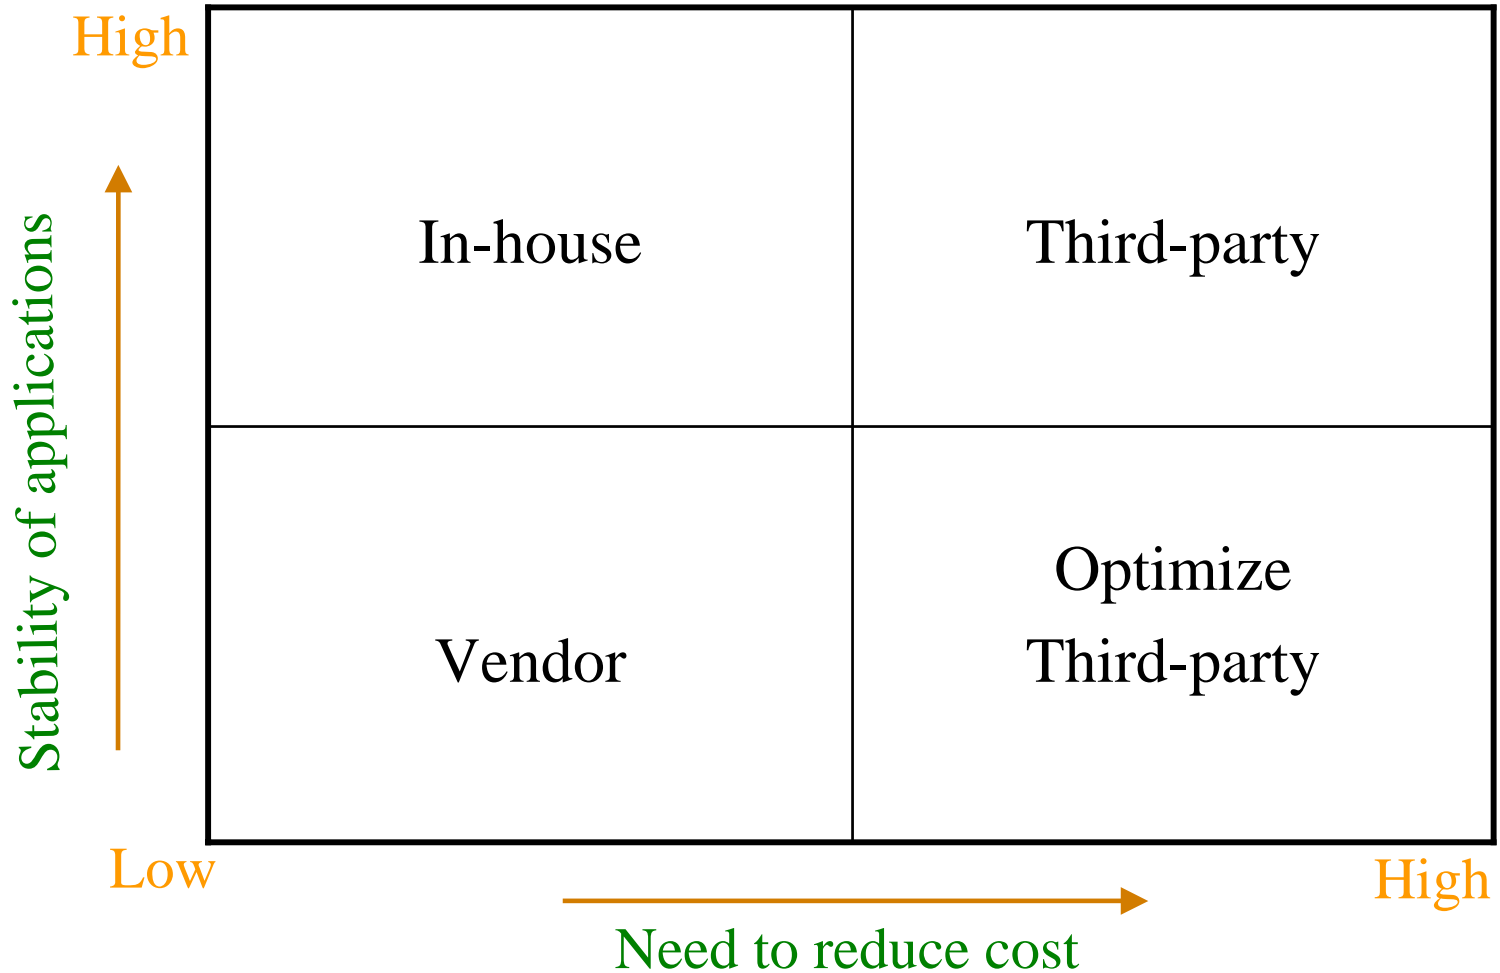 High
Stability of applications
In-house
Third-party
Vendor
Optimize
Third-party
Low
High
Need to reduce cost